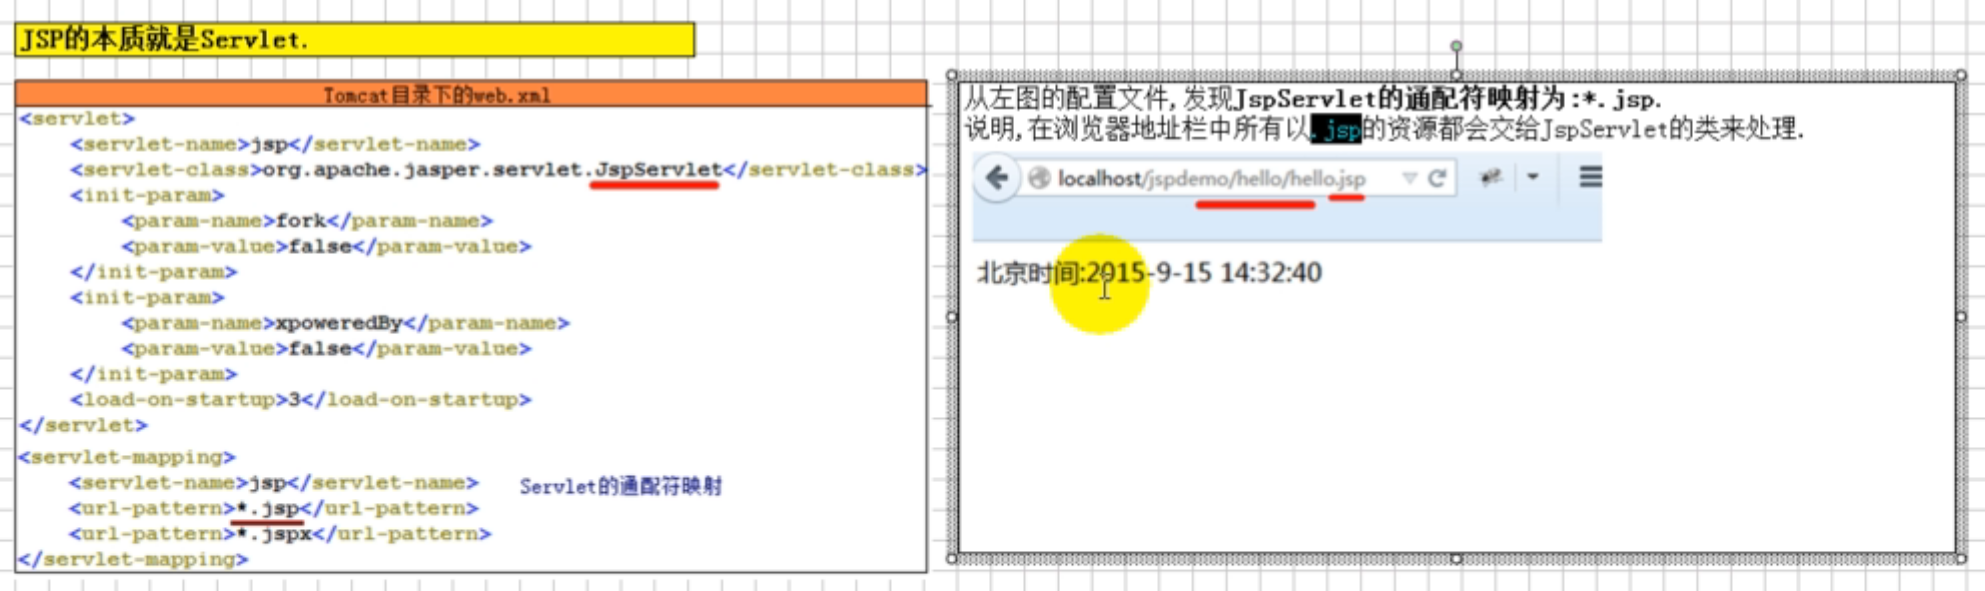 JSP的本质就是Servlet.
Tomcat目录下的web.xml
<servlet>
<servlet-name>jsp</servlet-name>
<servlet-class>org.apache.jasper.servlet.JspServlet</servlet-class>
<init-param>
<param-name>fork</param-name>
<param-value>false</param-value>
</init-param>
<init-param>
<param-name>xpoweredBy</param-name>
<param-value>false</param-value>
</init-param>
<load-on-startup>3</load-on-startup>
</servlet>
<servlet-mapping>
<servlet-name>jsp</servlet-name>
Servlet的通配符映射
<url-pattern>*.jsp</url-pattern>
<url-pattern>*.jspx</url-pattern>
</servlet-mapping>
从左图的配置文件,发现JspServlet的通配符映射为:*.jsp.
说明,在浏览器地址栏中所有以.jsp的资源都会交给JspServlet的类来处理.
localhost/jspdemo/hello/hello.jsp
北京时间:2015-9-15 14:32:40